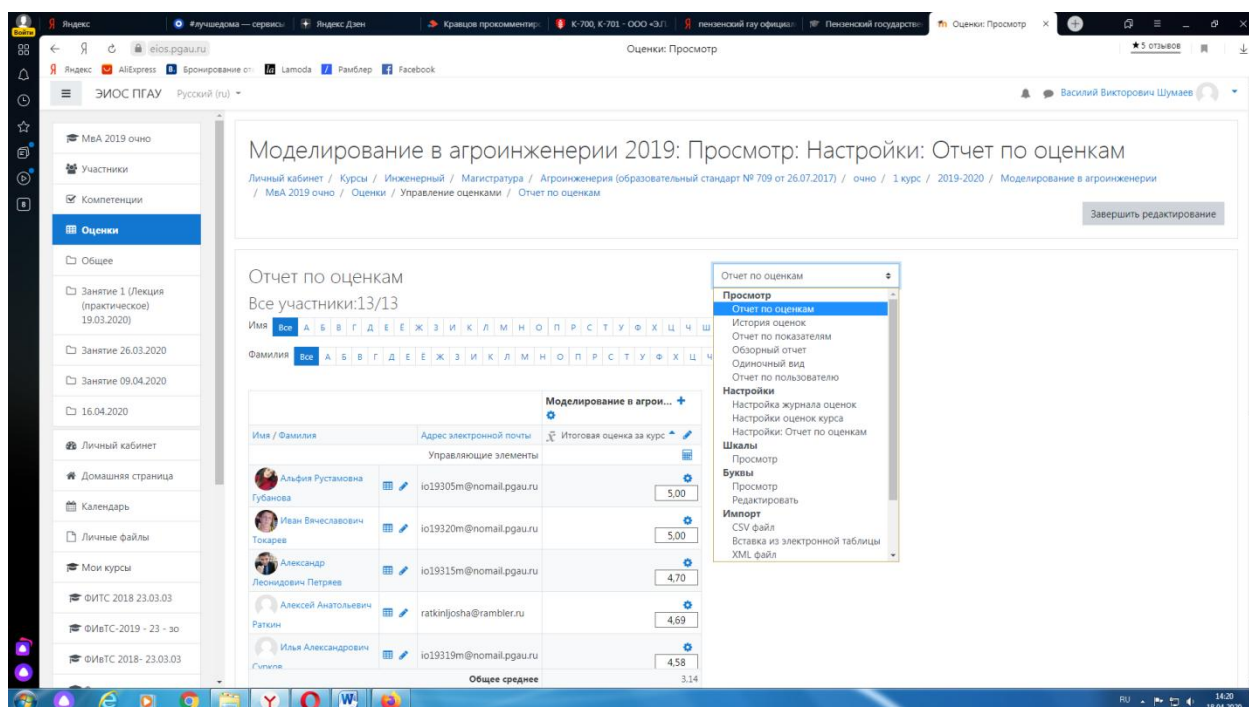 Войти
Яндекс
#лучшедома — сервисы
Яндекс Дзен
Кравцов прокомментиро
К-700, К-701 - ООО «ЭЛ
пензенский гау официал
Пензенский государстве
Оценки: Просмотр
eios.pgau.ru
Оценки: Просмотр
★5 отзывов
Яндекс
AliExpress
Бронирование от
Lamoda
Рамблер
Facebook
ЭИОС ПГАУ Русский (ru)
Василий Викторович Шумаев
МвА 2019 очно
Участники
Компетенции
Оценки
Общее
Занятие 1 (Лекция
(практическое)
19.03.2020)
Занятие 26.03.2020
Занятие 09.04.2020
16.04.2020
Личный кабинет
Домашняя страница
Календарь
Личные файлы
Мои курсы
ФИТС 2018 23.03.03
ФИвТС-2019 - 23 - зо
ФИвТС 2018- 23.03.03
Моделирование в агроинженерии 2019: Просмотр: Настройки: Отчет по оценкам
Личный кабинет / Курсы / Инженерный / Магистратура / Агроинженерия (образовательный стандарт № 709 от 26.07.2017) / очно / 1 курс / 2019-2020 / Моделирование в агроинженерии
/ МвА 2019 очно / Оценки / Управление оценками / Отчет по оценкам
Завершить редактирование
Отчет по оценкам
Все участники:13/13
Имя Все А Б В Г Д Е Ё Ж З И К Л М Н О П Р С Т У Ф Х Ц Ч Ш
Фамилия Все А Б В Г Д Е Ё Ж З И К Л М Н О П Р С Т У Ф Х Ц Ч
Моделирование в агрои...
Имя / Фамилия Адрес электронной почты Итоговая оценка за курс
Управляющие элементы
Альфия Рустамовна
Губанова
io19305m@nomail.pgau.ru
5,00
Иван Вячеславович
Токарев
io19320m@nomail.pgau.ru
5,00
Александр
Леонидович Петряев
io19315m@nomail.pgau.ru
4,70
Алексей Анатольевич
Раткин
ratkinljosha@rambler.ru
4,69
Илья Александрович
Сурков
io19319m@nomail.pgau.ru
4,58
Общее среднее 3,14
Отчет по оценкам
Просмотр
Отчет по оценкам
История оценок
Отчет по показателям
Обзорный отчет
Одиночный вид
Отчет по пользователю
Настройки
Настройка журнала оценок
Настройки оценок курса
Настройки: Отчет по оценкам
Шкалы
Просмотр
Буквы
Просмотр
Редактировать
Импорт
CSV файл
Вставка из электронной таблицы
XML файл
RU
14:20
18.04.2020